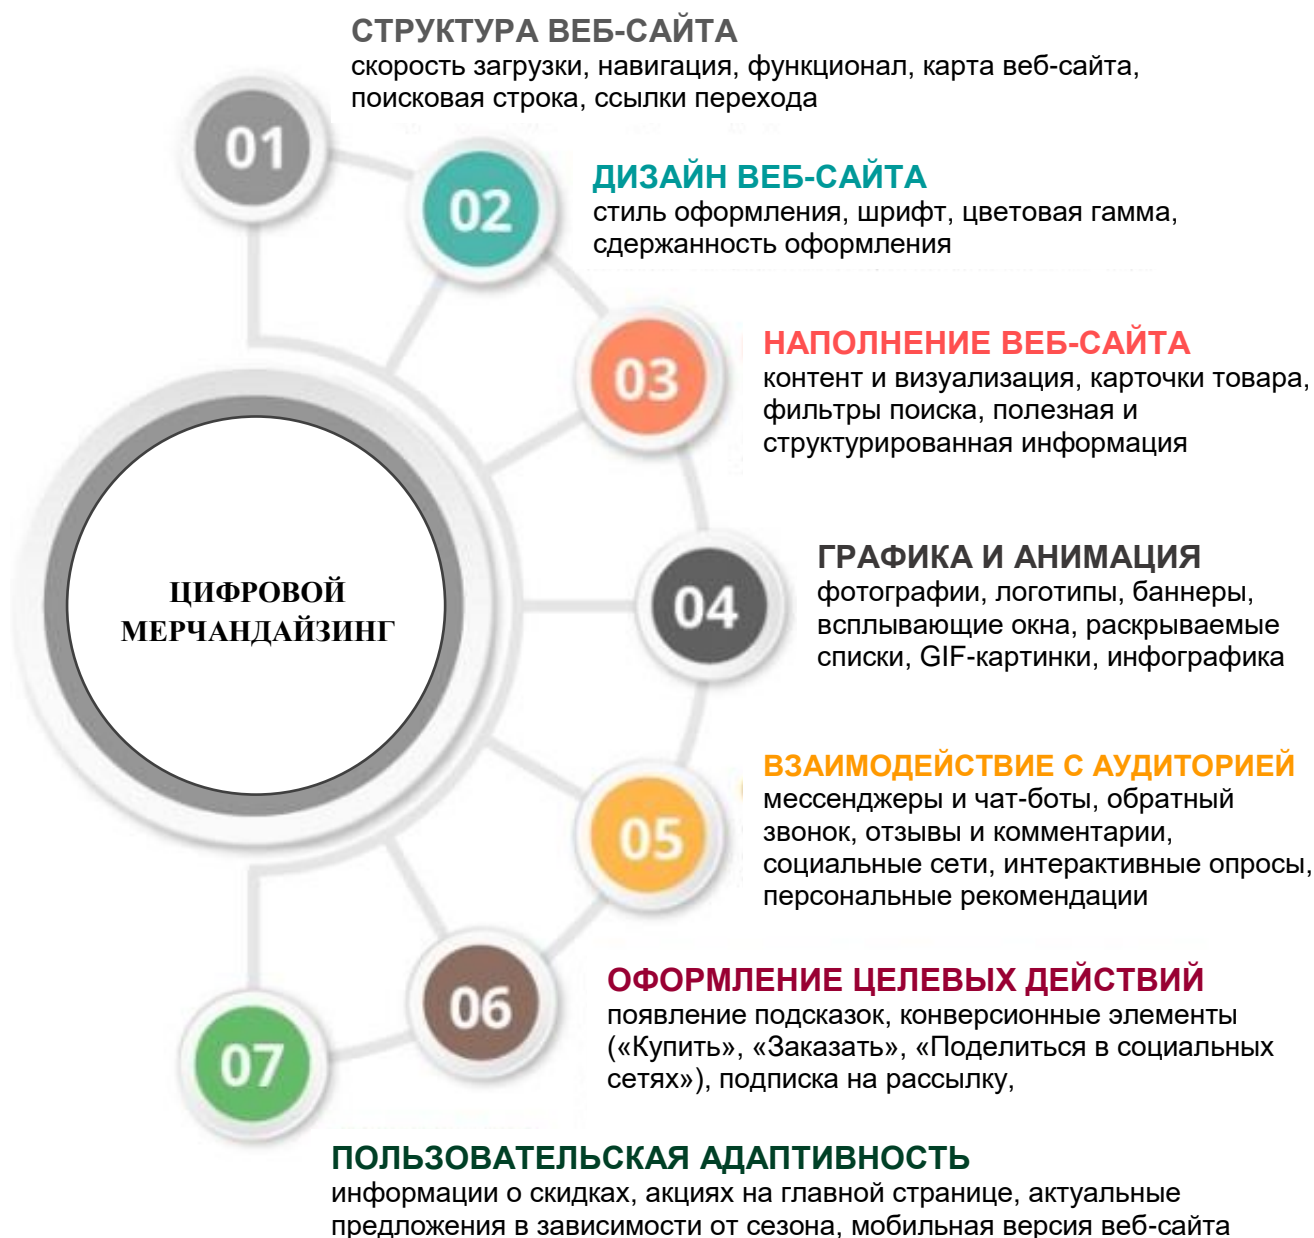 СТРУКТУРА ВЕБ-САЙТА
скорость загрузки, навигация, функционал, карта веб-сайта,
поисковая строка, ссылки перехода
01
02
ДИЗАЙН ВЕБ-САЙТА
стиль оформления, шрифт, цветовая гамма,
сдержанность оформления
03
НАПОЛНЕНИЕ ВЕБ-САЙТА
контент и визуализация, карточки товара,
фильтры поиска, полезная и
структурированная информация
ЦИФРОВОЙ
МЕРЧАНДАЙЗИНГ
04
ГРАФИКА И АНИМАЦИЯ
фотографии, логотипы, баннеры,
всплывающие окна, раскрываемые
списки, GIF-картинки, инфографика
05
ВЗАИМОДЕЙСТВИЕ С АУДИТОРИЕЙ
мессенджеры и чат-боты, обратный
звонок, отзывы и комментарии,
социальные сети, интерактивные опросы,
персональные рекомендации
06
ОФОРМЛЕНИЕ ЦЕЛЕВЫХ ДЕЙСТВИЙ
появление подсказок, конверсионные элементы
(«Купить», «Заказать», «Поделиться в социальных
сетях»), подписка на рассылку,
07
ПОЛЬЗОВАТЕЛЬСКАЯ АДАПТИВНОСТЬ
информации о скидках, акциях на главной странице, актуальные
предложения в зависимости от сезона, мобильная версия веб-сайта